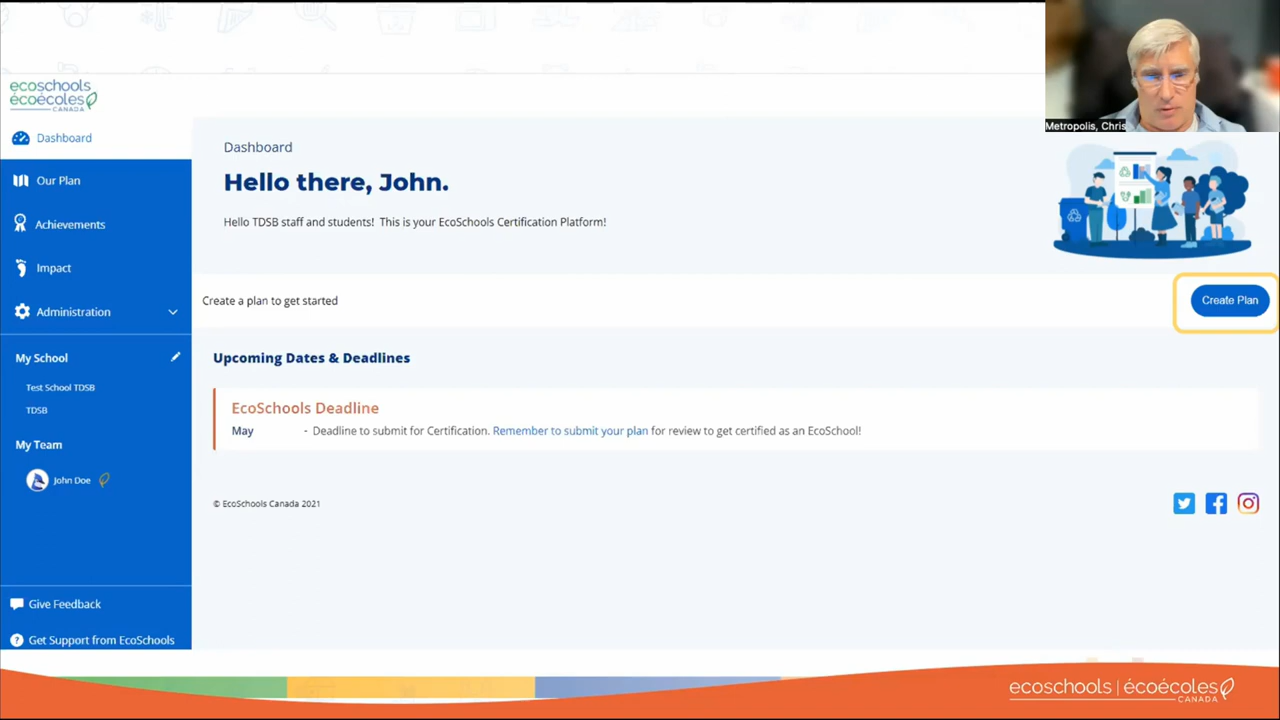 Metropolis, Chris
ecoschools
écoécoles
CANADA
Dashboard
Our Plan
Achievements
Impact
Administration
My School
Test School TDSB
TDSB
My Team
John Doe
Give Feedback
Get Support from EcoSchools
Dashboard
Hello there, John.
Hello TDSB staff and students! This is your EcoSchools Certification Platform!
Create a plan to get started
Create Plan
Upcoming Dates & Deadlines
EcoSchools Deadline
May - Deadline to submit for Certification. Remember to submit your plan for review to get certified as an EcoSchool!
© EcoSchools Canada 2021
ecoschools | écoécoles
CANADA